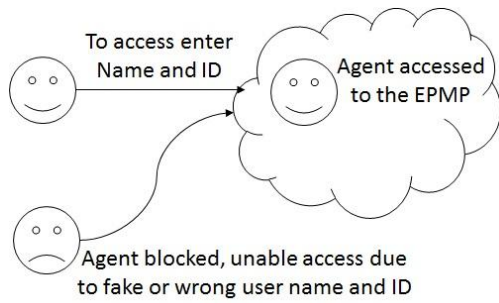 To access enter
Name and ID
Agent accessed
to the EPMP
Agent blocked, unable access due
to fake or wrong user name and ID